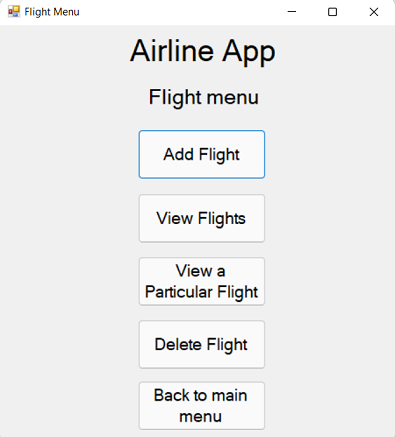 Flight Menu
Airline App
Flight menu
Add Flight
View Flights
View a
Particular Flight
Delete Flight
Back to main
menu